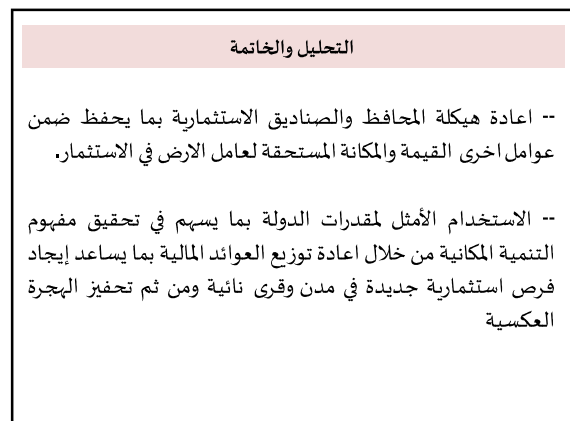 التحليل والخاتمة
-- اعادة هيكلة المحافظ والصناديق الاستثمارية بما يحفظ ضمن
عوامل اخرى القيمة والمكانة المستحقة لعامل الارض في الاستثمار.
-- الاستخدام الأمثل لمقدرات الدولة بما يسهم في تحقيق مفهوم
التنمية المكانية من خلال اعادة توزيع العوائد المالية بما يساعد إيجاد
فرص استثمارية جديدة في مدن وقرى نائية ومن ثم تحفيز الهجرة
العكسية